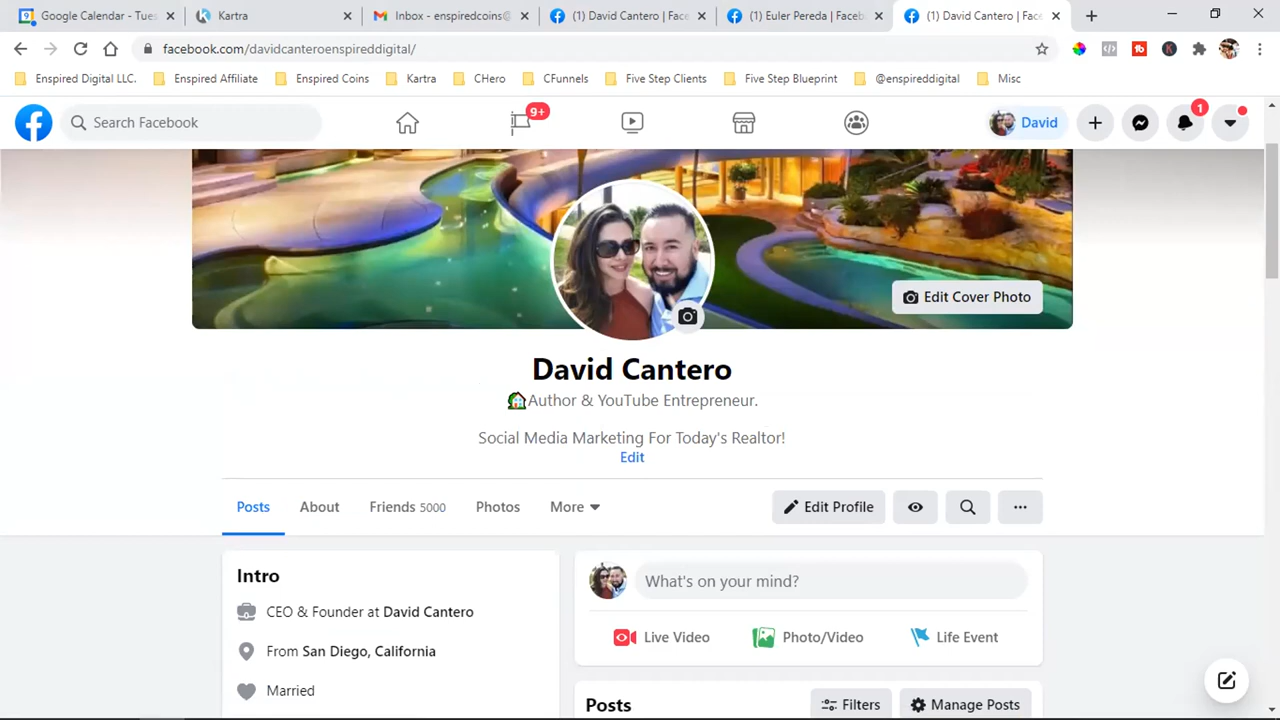 Google Calendar - Tues
Kartra
Inbox - enspiredcoins@
(1) David Cantero | Face
(1) Euler Pereda | Faceb
(1) David Cantero | Face
facebook.com/davidcanteroenspireddigital/
Enspired Digital LLC.
Enspired Affiliate
Enspired Coins
Kartra
CHero
CFunnels
Five Step Clients
Five Step Blueprint
@enspireddigital
Misc
Search Facebook
9+
David
1
Edit Cover Photo
David Cantero
Author & YouTube Entrepreneur.
Social Media Marketing For Today's Realtor!
Edit
Posts
About
Friends 5000
Photos
More
Edit Profile
Intro
CEO & Founder at David Cantero
From San Diego, California
Married
What's on your mind?
Live Video
Photo/Video
Life Event
Posts
Filters
Manage Posts